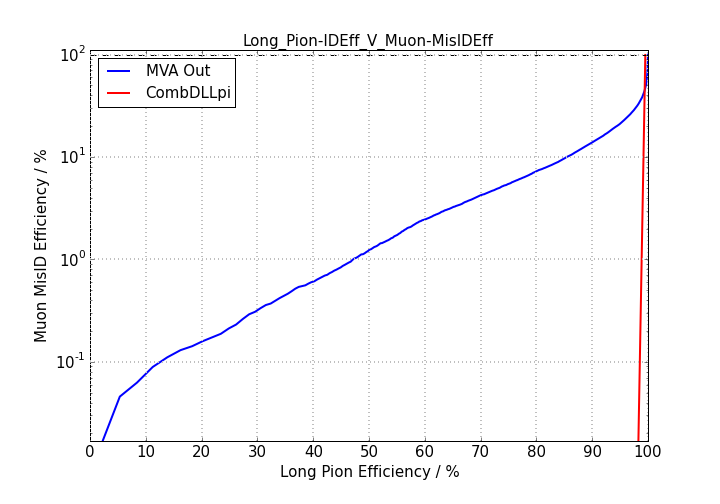 Long_Pion-IDEff_V_Muon-MisIDEff
MVA Out
CombDLLpi
10²
10¹
10⁰
10⁻¹
Muon MisID Efficiency / %
0 10 20 30 40 50 60 70 80 90 100
Long Pion Efficiency / %